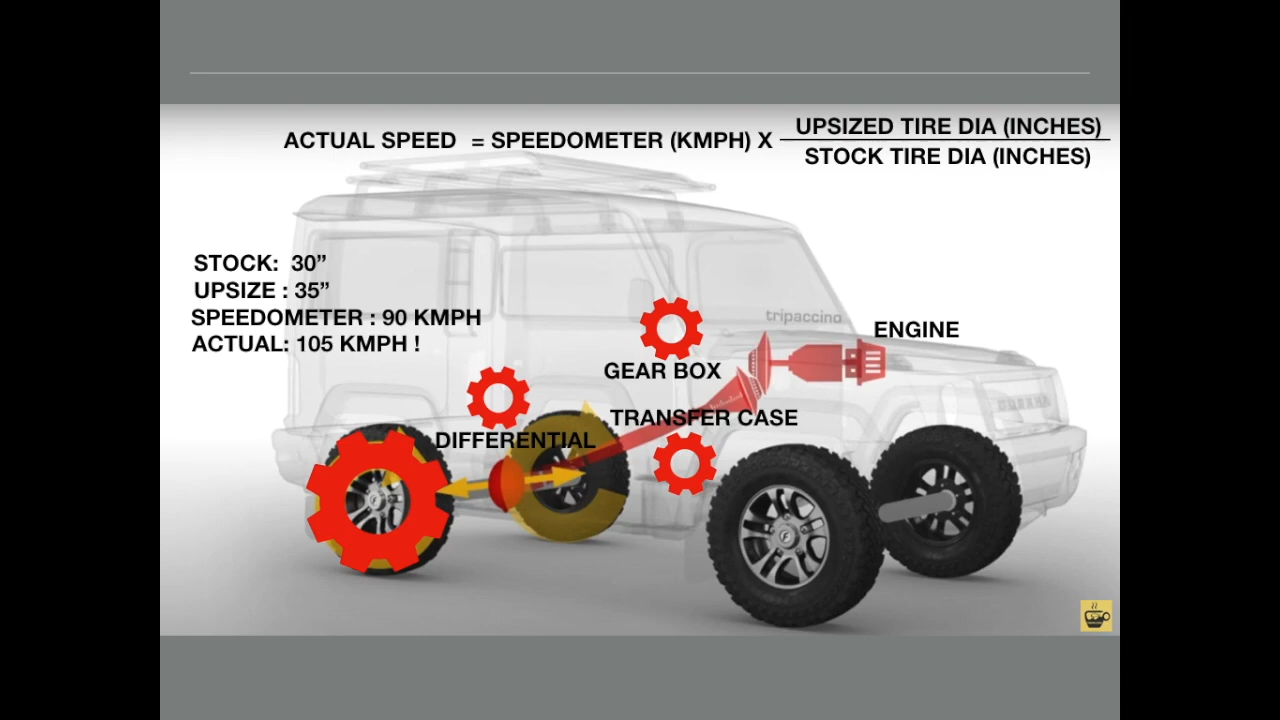 ACTUAL SPEED = SPEEDOMETER (KMPH) X UPSIZED TIRE DIA (INCHES)
STOCK TIRE DIA (INCHES)
STOCK: 30”
UPSIZE : 35”
SPEEDOMETER : 90 KMPH
ACTUAL: 105 KMPH !
tripaccino
ENGINE
GEAR BOX
TRANSFER CASE
DIFFERENTIAL